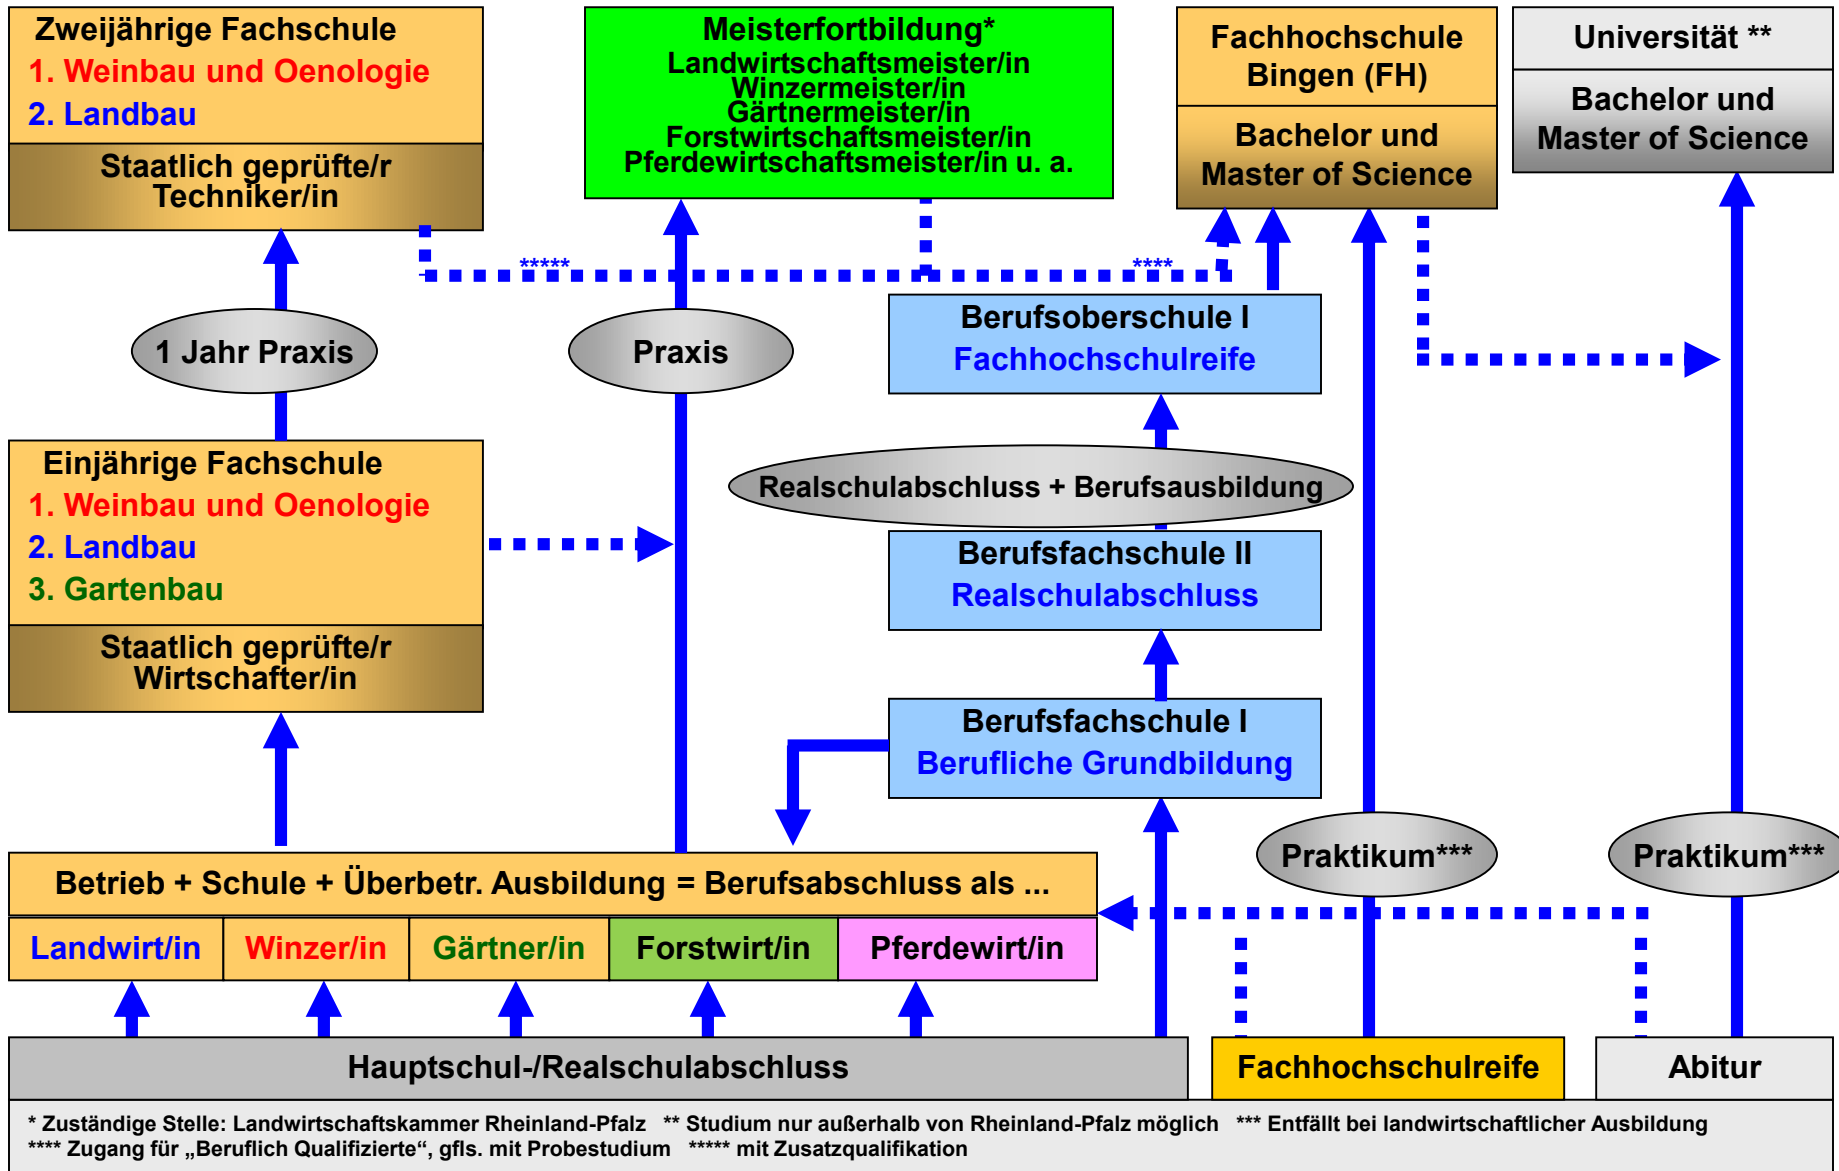 Zweijährige Fachschule
1. Weinbau und Oenologie
2. Landbau
Staatlich geprüfte/r
Techniker/in
Meisterfortbildung*
Landwirtschaftsmeister/in
Winzermeister/in
Gärtnermeister/in
Forstwirtschaftsmeister/in
Pferdewirtschaftsmeister/in u. a.
Fachhochschule
Bingen (FH)
Bachelor und
Master of Science
Universität **
Bachelor und
Master of Science
*****
****
1 Jahr Praxis
Praxis
Berufsoberschule I
Fachhochschulreife
Einjährige Fachschule
1. Weinbau und Oenologie
2. Landbau
3. Gartenbau
Staatlich geprüfte/r
Wirtschafter/in
Realschulabschluss + Berufsausbildung
Berufsfachschule II
Realschulabschluss
Berufsfachschule I
Berufliche Grundbildung
Praktikum***
Praktikum***
Betrieb + Schule + Überbetr. Ausbildung = Berufsabschluss als ...
Landwirt/in
Winzer/in
Gärtner/in
Forstwirt/in
Pferdewirt/in
Hauptschul-/Realschulabschluss
Fachhochschulreife
Abitur
* Zuständige Stelle: Landwirtschaftskammer Rheinland-Pfalz ** Studium nur außerhalb von Rheinland-Pfalz möglich *** Entfällt bei landwirtschaftlicher Ausbildung
**** Zugang für „Beruflich Qualifizierte“, gfls. mit Probestudium ***** mit Zusatzqualifikation